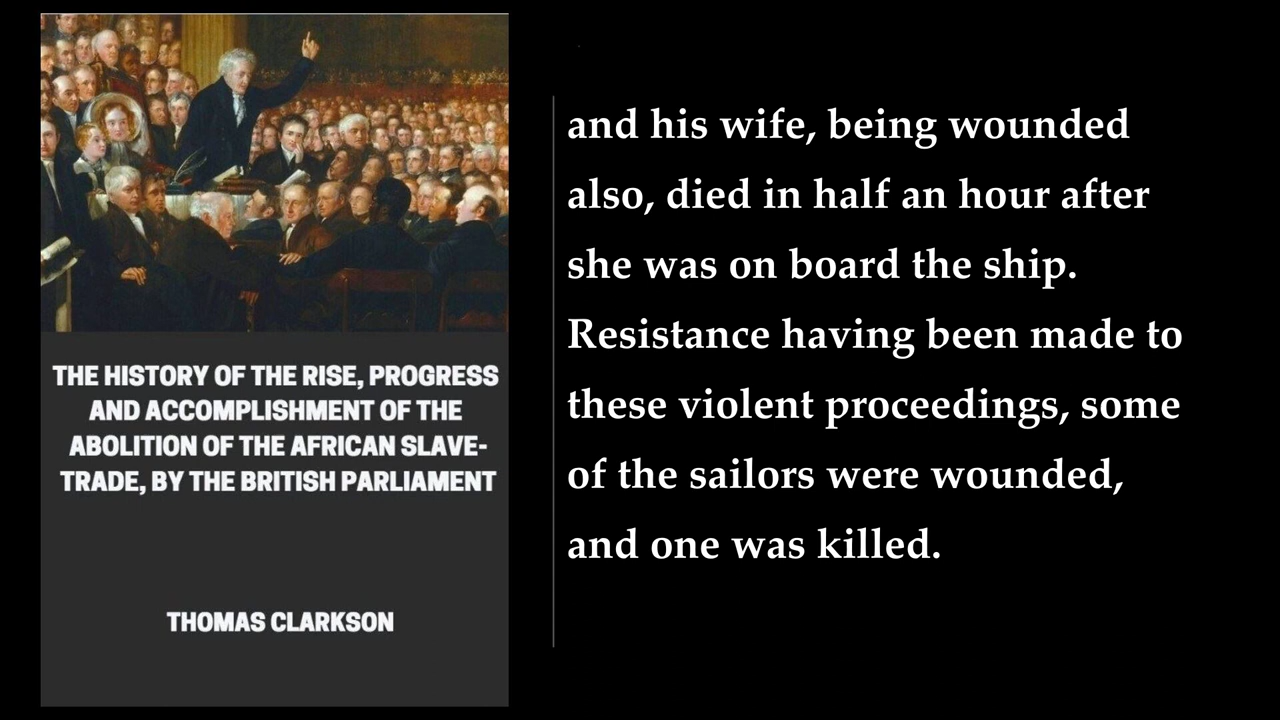 THE HISTORY OF THE RISE, PROGRESS
AND ACCOMPLISHMENT OF THE
ABOLITION OF THE AFRICAN SLAVE-
TRADE, BY THE BRITISH PARLIAMENT
THOMAS CLARKSON
and his wife, being wounded
also, died in half an hour after
she was on board the ship.
Resistance having been made to
these violent proceedings, some
of the sailors were wounded,
and one was killed.